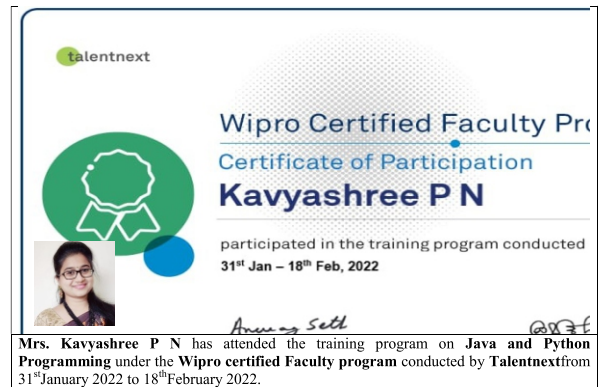 talentnext
Wipro Certified Faculty Pro
Certificate of Participation
Kavyashree P N
participated in the training program conducted
31st Jan – 18th Feb, 2022
Anurag Seth
Mrs. Kavyashree P N has attended the training program on Java and Python
Programming under the Wipro certified Faculty program conducted by Talentnextfrom
31stJanuary 2022 to 18thFebruary 2022.